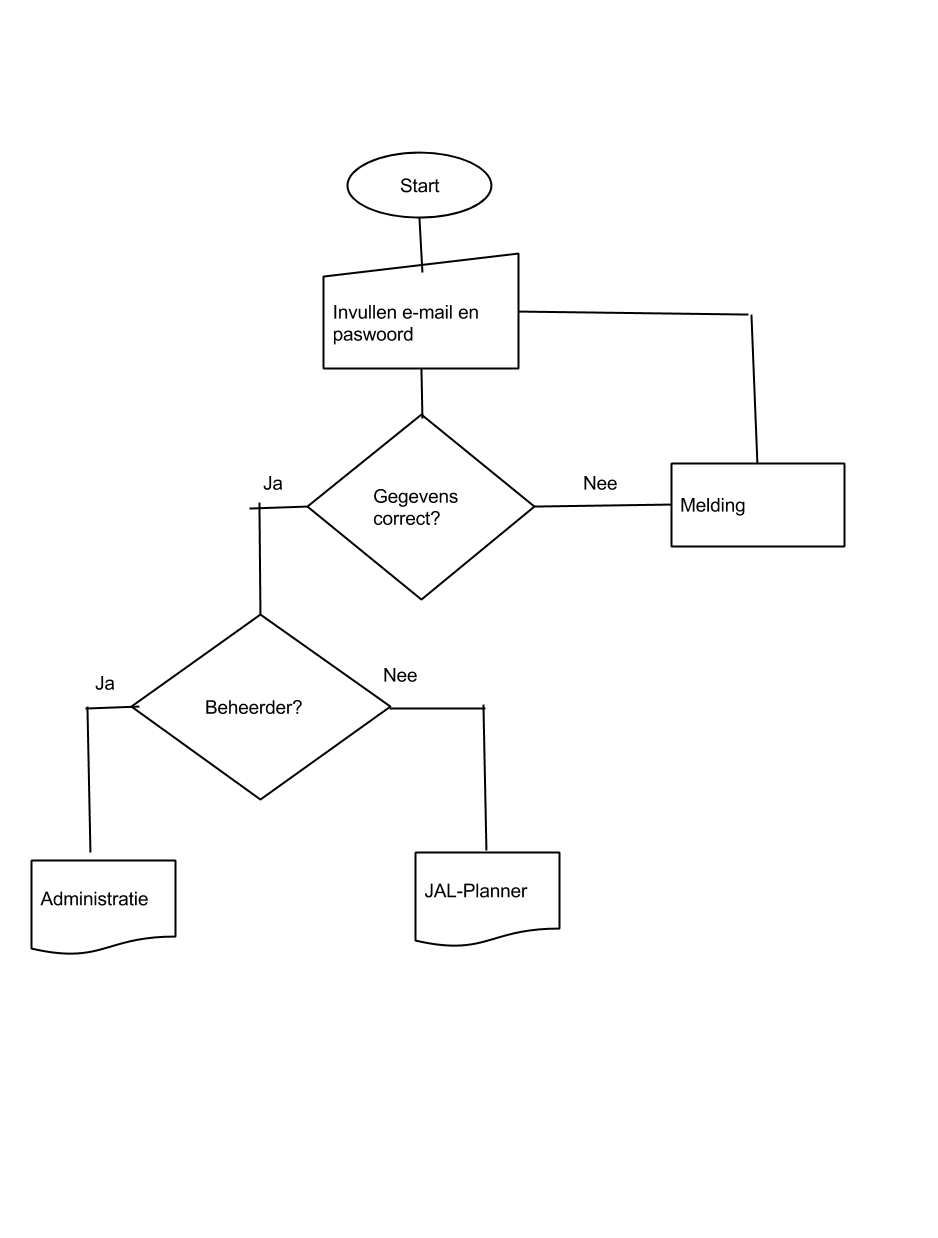 Start
Invullen e-mail en
paswoord
Ja
Gegevens
correct?
Nee
Melding
Ja
Beheerder?
Nee
Administratie
JAL-Planner